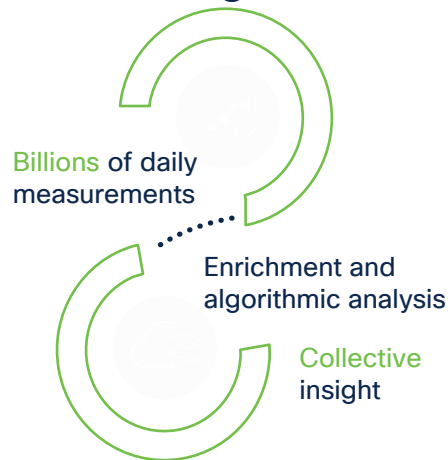 Billions of daily
measurements
Enrichment and
algorithmic analysis
Collective
insight